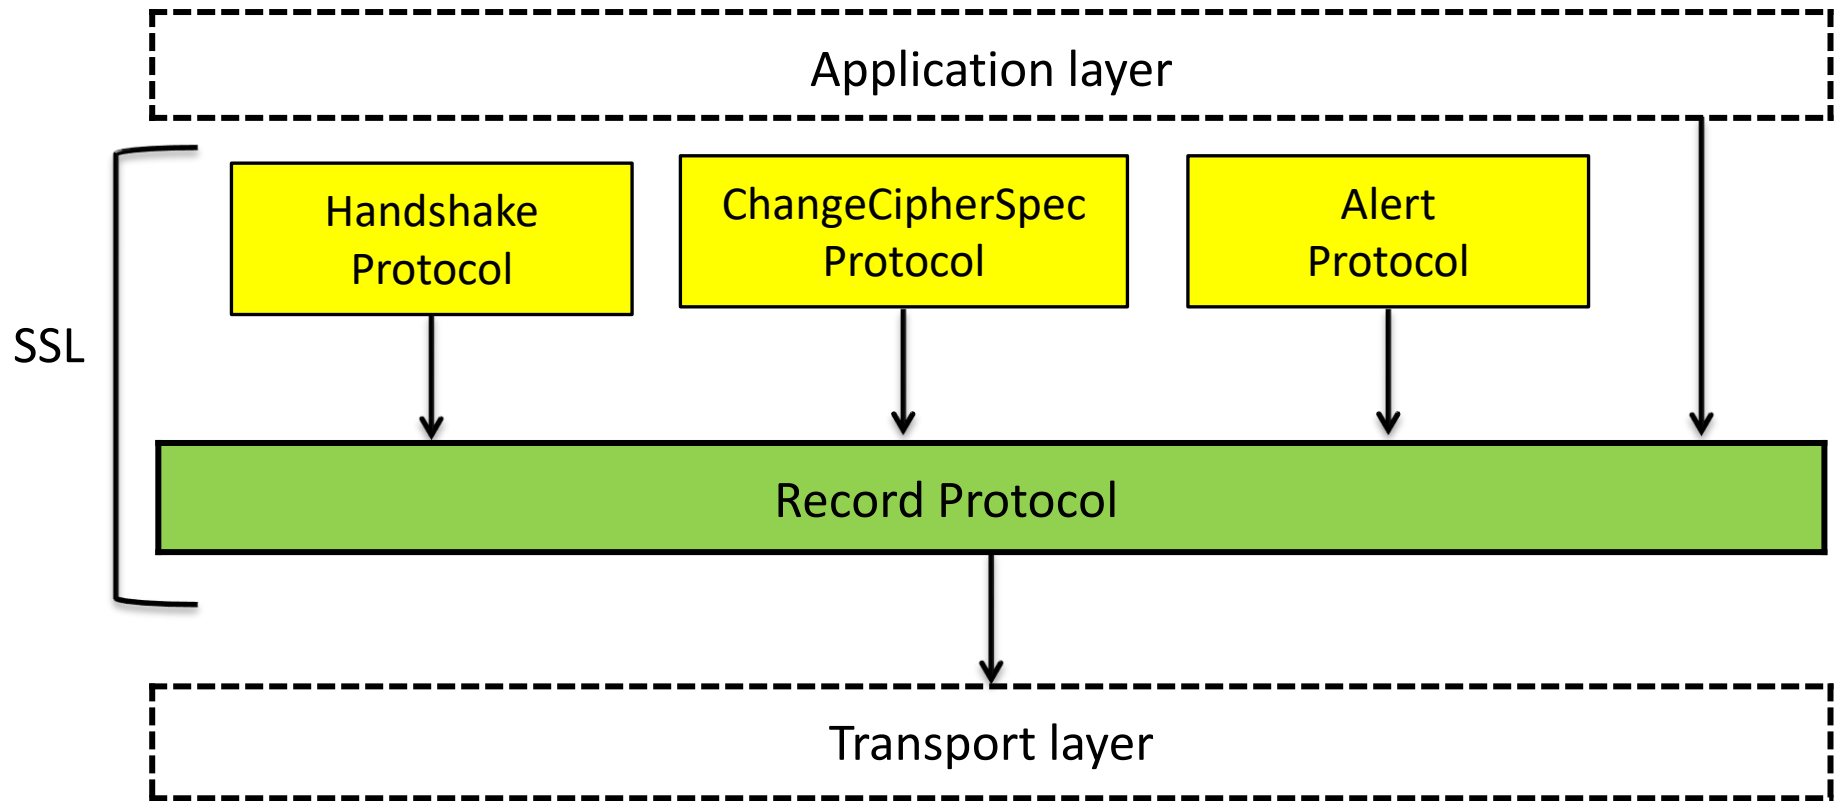 Application layer
Handshake
Protocol
ChangeCipherSpec
Protocol
Alert
Protocol
SSL
Record Protocol
Transport layer